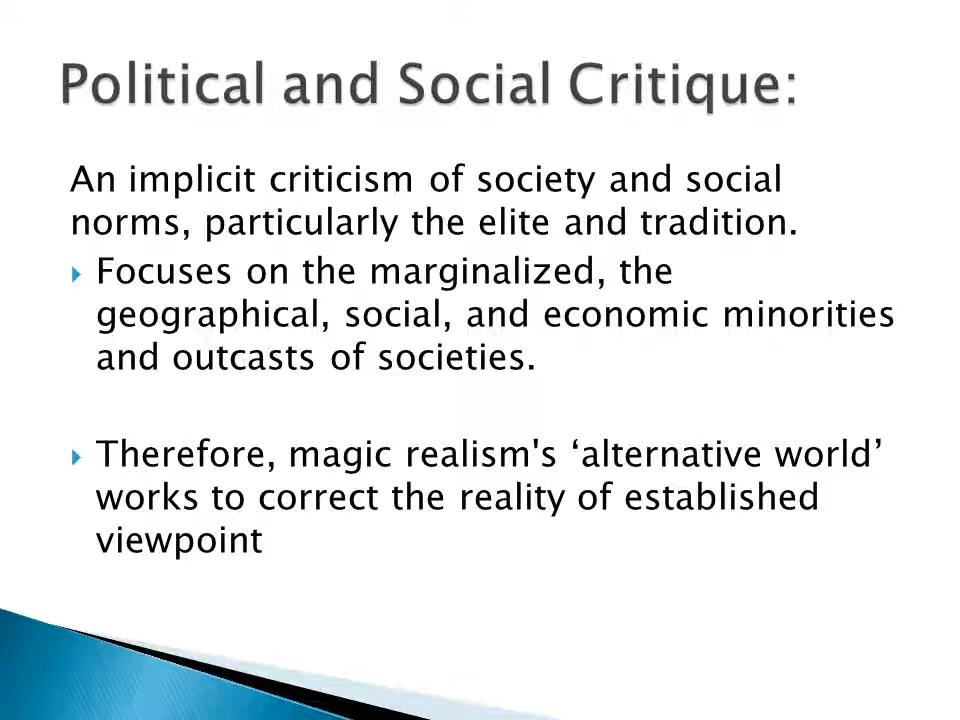 Political and Social Critique:
An implicit criticism of society and social
norms, particularly the elite and tradition.
Focuses on the marginalized, the
geographical, social, and economic minorities
and outcasts of societies.
Therefore, magic realism's ‘alternative world’
works to correct the reality of established
viewpoint